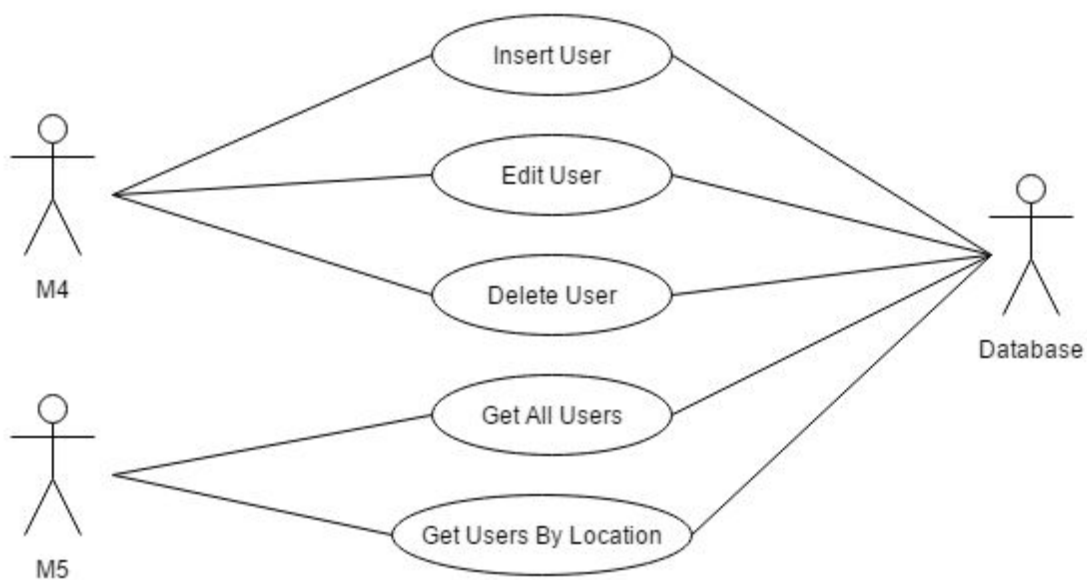 Insert User
Edit User
M4
Delete User
Database
Get All Users
Get Users By Location
M5